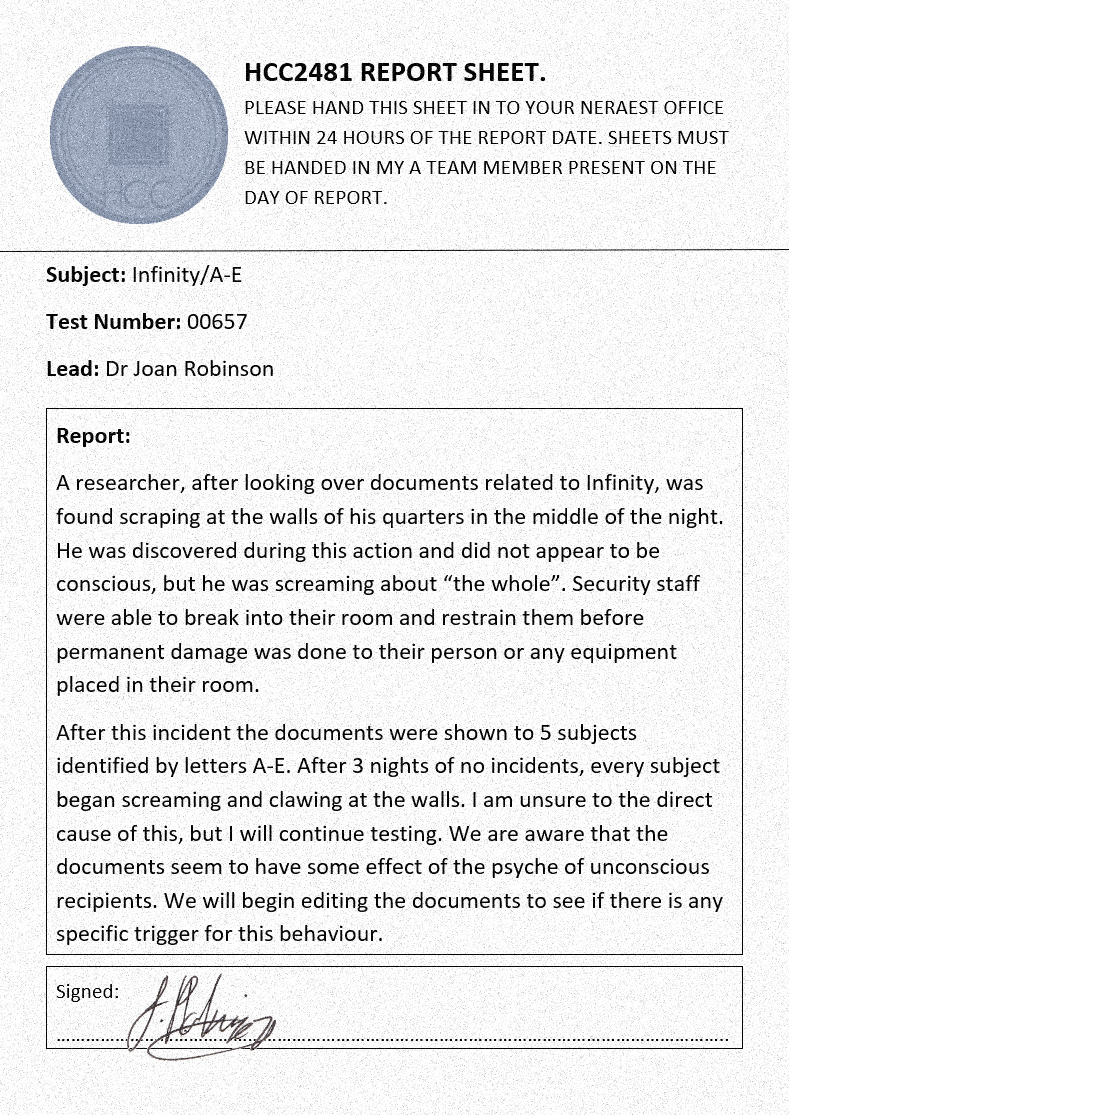 HCC2481 REPORT SHEET.
PLEASE HAND THIS SHEET IN TO YOUR NERAEST OFFICE
WITHIN 24 HOURS OF THE REPORT DATE. SHEETS MUST
BE HANDED IN MY A TEAM MEMBER PRESENT ON THE
DAY OF REPORT.
HCC
Subject: Infinity/A-E
Test Number: 00657
Lead: Dr Joan Robinson
Report:
A researcher, after looking over documents related to Infinity, was
found scraping at the walls of his quarters in the middle of the night.
He was discovered during this action and did not appear to be
conscious, but he was screaming about “the whole”. Security staff
were able to break into their room and restrain them before
permanent damage was done to their person or any equipment
placed in their room.
After this incident the documents were shown to 5 subjects
identified by letters A-E. After 3 nights of no incidents, every subject
began screaming and clawing at the walls. I am unsure to the direct
cause of this, but I will continue testing. We are aware that the
documents seem to have some effect of the psyche of unconscious
recipients. We will begin editing the documents to see if there is any
specific trigger for this behaviour.
Signed: